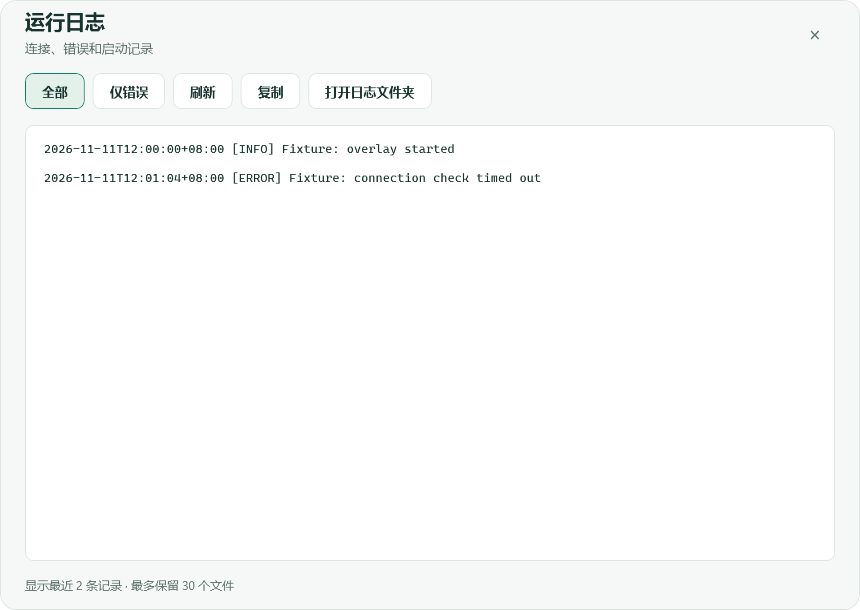 运行日志
连接、错误和启动记录
×
全部 仅错误 刷新 复制 打开日志文件夹
2026-11-11T12:00:00+08:00 [INFO] Fixture: overlay started
2026-11-11T12:01:04+08:00 [ERROR] Fixture: connection check timed out
显示最近 2 条记录 · 最多保留 30 个文件